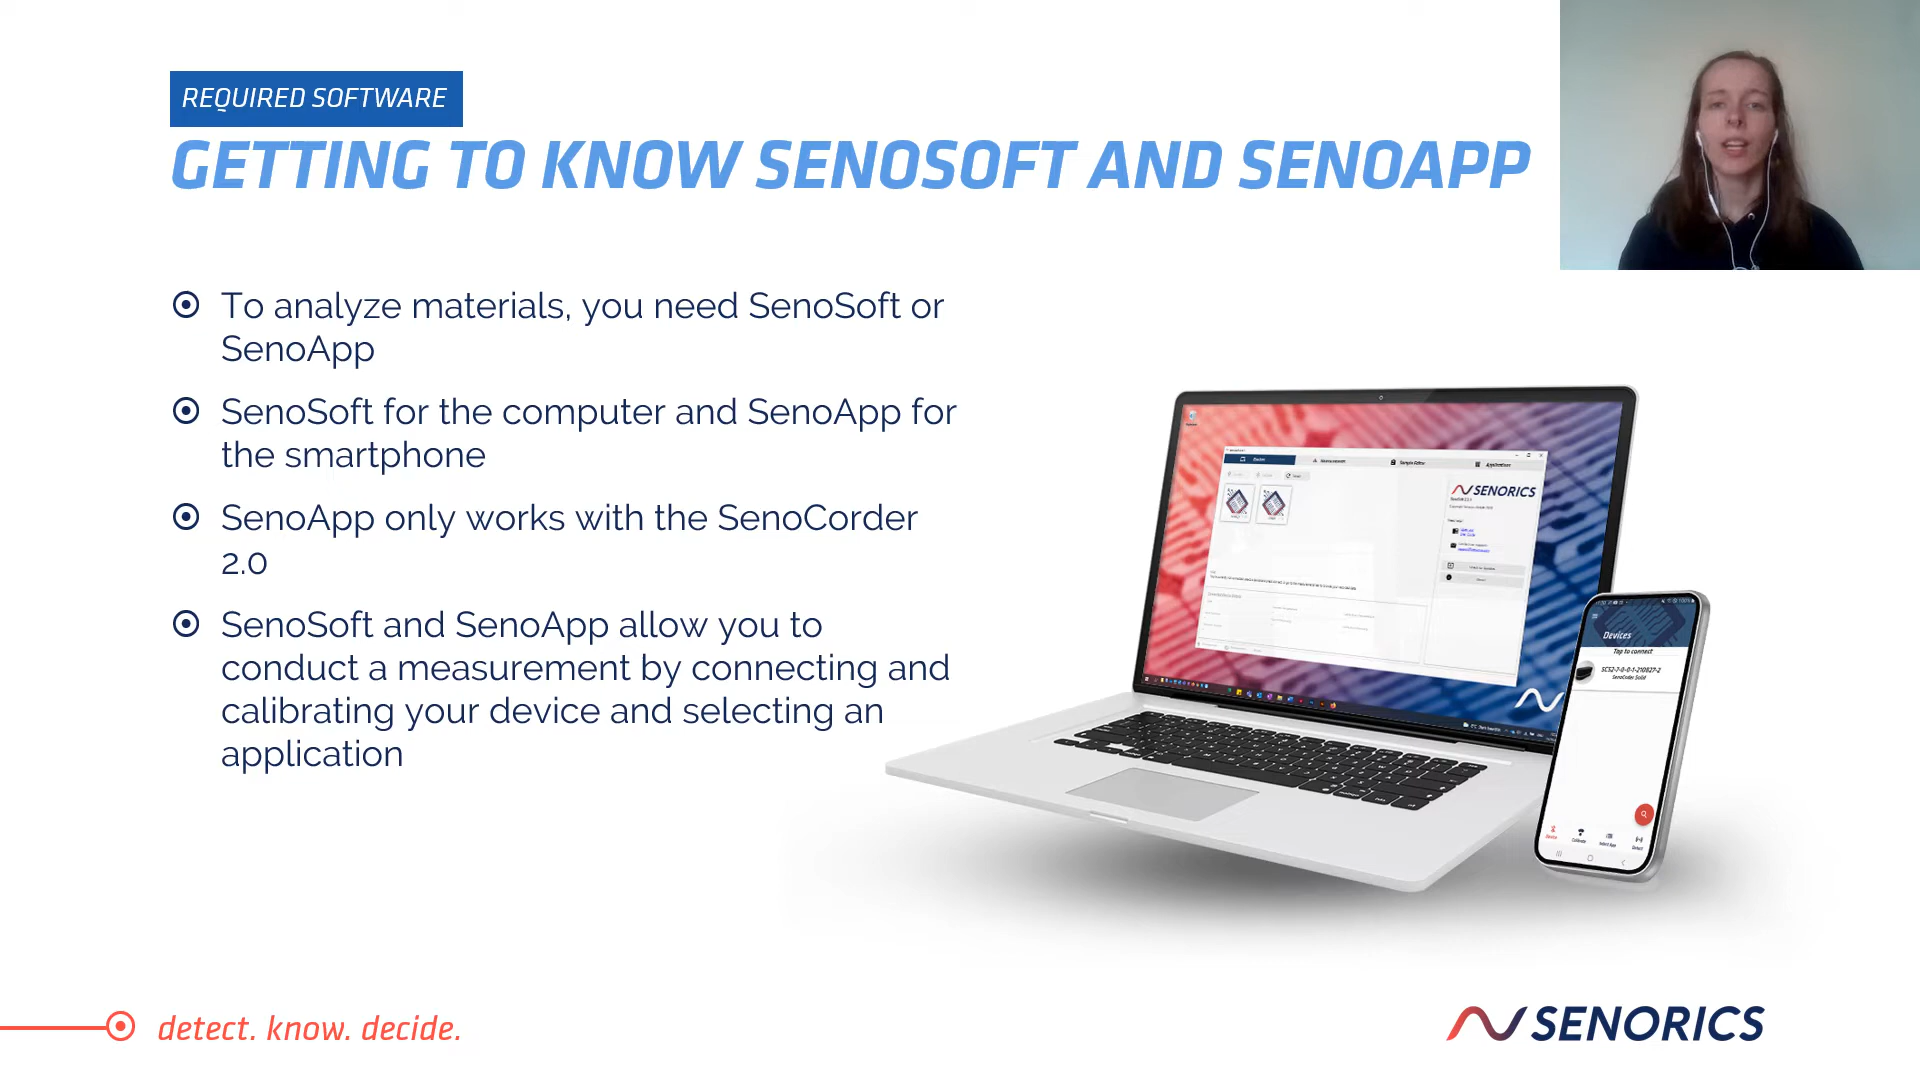 REQUIRED SOFTWARE
GETTING TO KNOW SENOSOFT AND SENOAPP
To analyze materials, you need SenoSoft or
SenoApp
SenoSoft for the computer and SenoApp for
the smartphone
SenoApp only works with the SenoCorder
2.0
SenoSoft and SenoApp allow you to
conduct a measurement by connecting and
calibrating your device and selecting an
application
Sample Editor
Applications
SENORICS
Devices
Tap to connect
detect. know. decide.
SENORICS